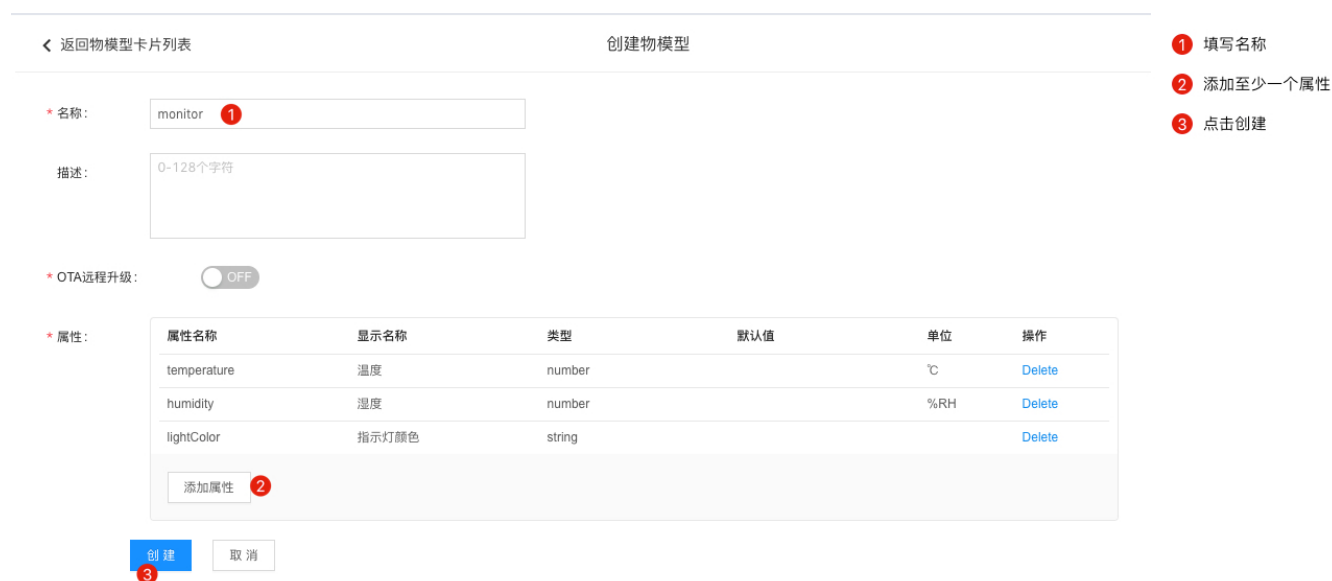 返回物模型卡片列表 创建物模型
1 填写名称
2 添加至少一个属性
3 点击创建
* 名称: monitor 1
描述: 0-128个字符
* OTA远程升级: OFF
* 属性: 属性名称 显示名称 类型 默认值 单位 操作
temperature 温度 number ℃ Delete
humidity 湿度 number %RH Delete
lightColor 指示灯颜色 string Delete
添加属性 2
创 建 取 消
3